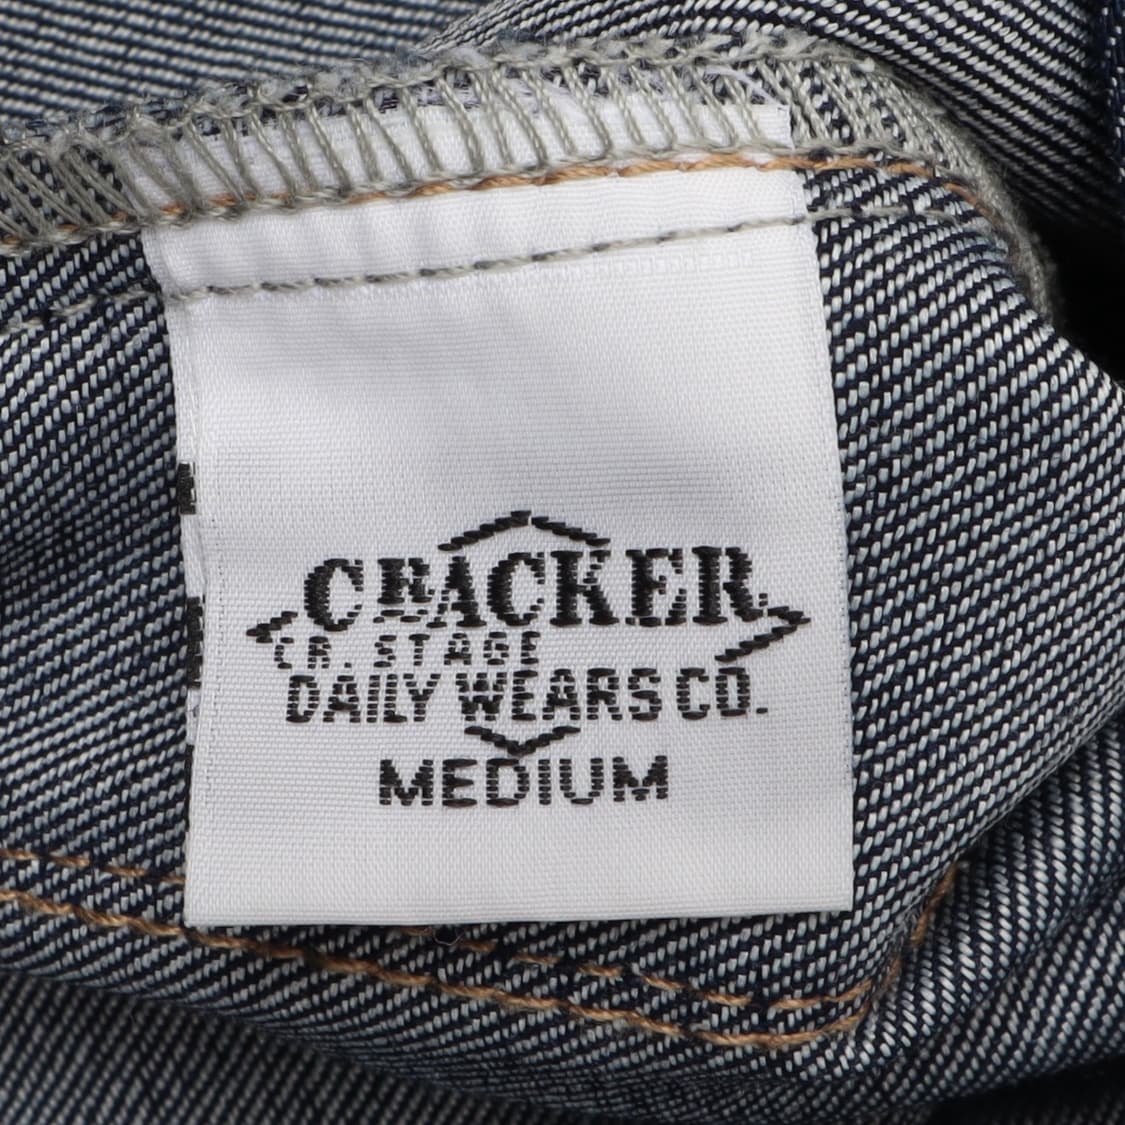 CRACKER
CR. STAGE
DAILY WEARS CO.
MEDIUM